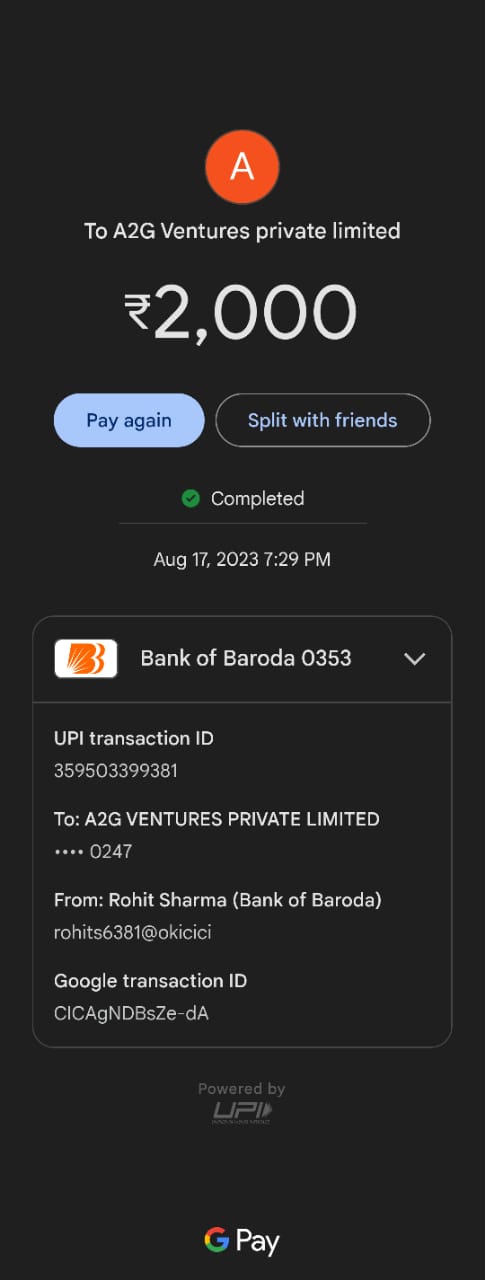 A
To A2G Ventures private limited
₹2,000
Pay again
Split with friends
Completed
Aug 17, 2023 7:29 PM
Bank of Baroda 0353
UPI transaction ID
359503399381
To: A2G VENTURES PRIVATE LIMITED
•••• 0247
From: Rohit Sharma (Bank of Baroda)
rohits6381@okicici
Google transaction ID
CICAgNDBsZe-dA
Powered by
UPI
G Pay